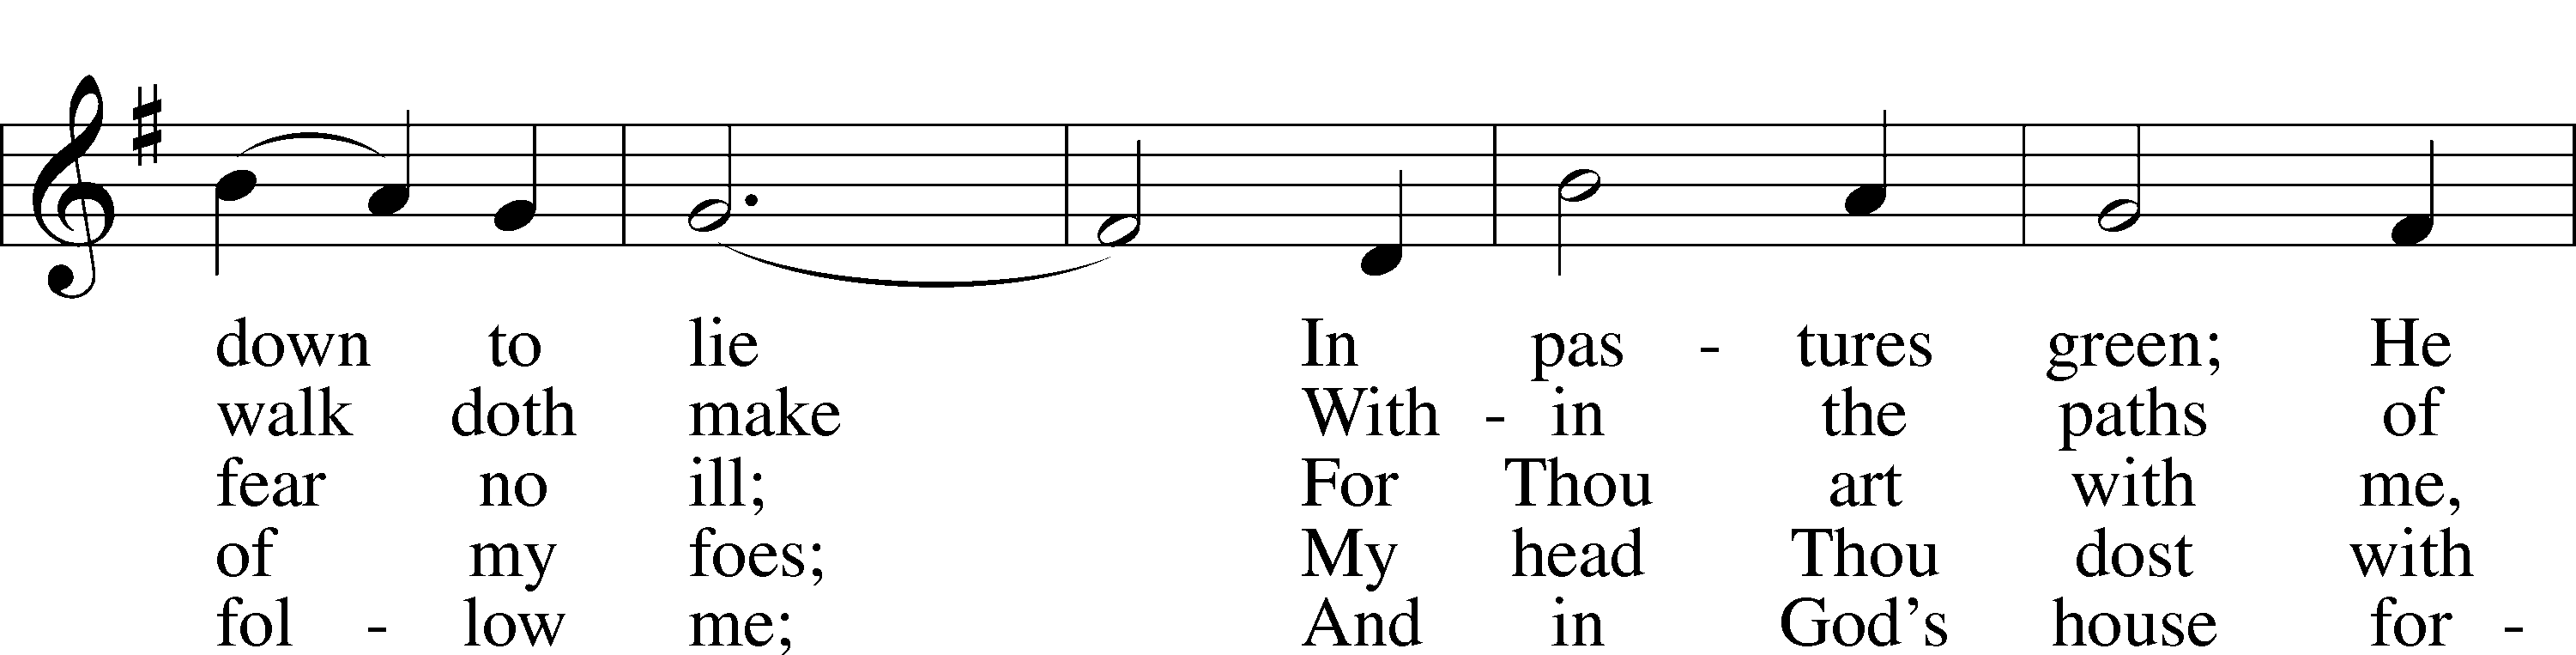 down to lie In pas - tures green; He
walk doth make With - in the paths of
fear no ill; For Thou art with me,
of my foes; My head Thou dost with
fol - low me; And in God's house for -